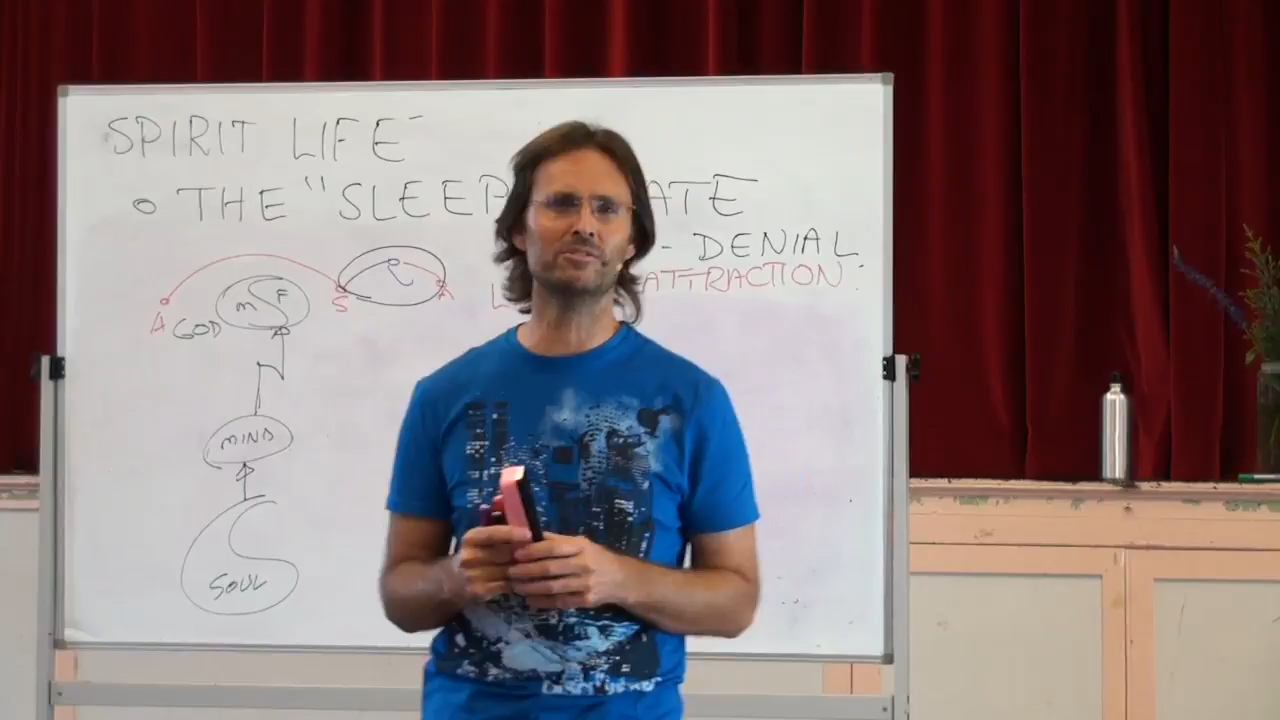 SPIRIT LIFE
THE "SLEEP ATE
- DENIAL.
L ATTRACTION.
A GOD M F S A
MIND
SOUL